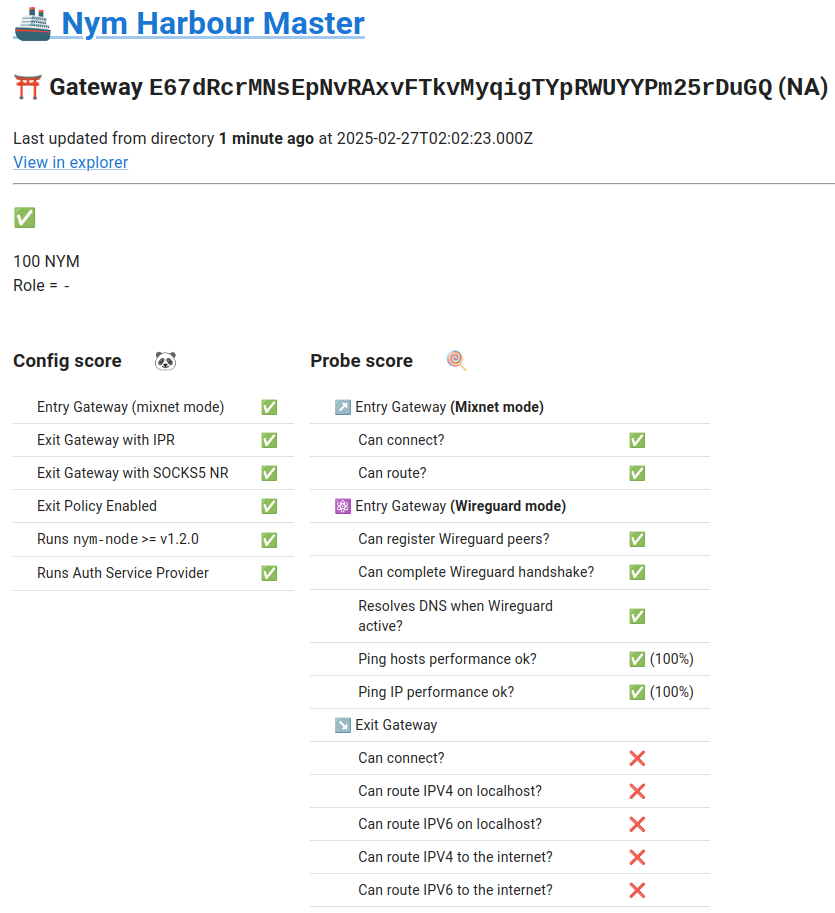 Nym Harbour Master
Gateway E67dRcrMNsEpNvRAxvFTkvMyqigTYpRWUYYPm25rDuGQ (NA)
Last updated from directory 1 minute ago at 2025-02-27T02:02:23.000Z
View in explorer
100 NYM
Role = -
Config score
Entry Gateway (mixnet mode)
Exit Gateway with IPR
Exit Gateway with SOCKS5 NR
Exit Policy Enabled
Runs nym-node >= v1.2.0
Runs Auth Service Provider
Probe score
Entry Gateway (Mixnet mode)
Can connect?
Can route?
Entry Gateway (Wireguard mode)
Can register Wireguard peers?
Can complete Wireguard handshake?
Resolves DNS when Wireguard
active?
Ping hosts performance ok? (100%)
Ping IP performance ok? (100%)
Exit Gateway
Can connect?
Can route IPV4 on localhost?
Can route IPV6 on localhost?
Can route IPV4 to the internet?
Can route IPV6 to the internet?